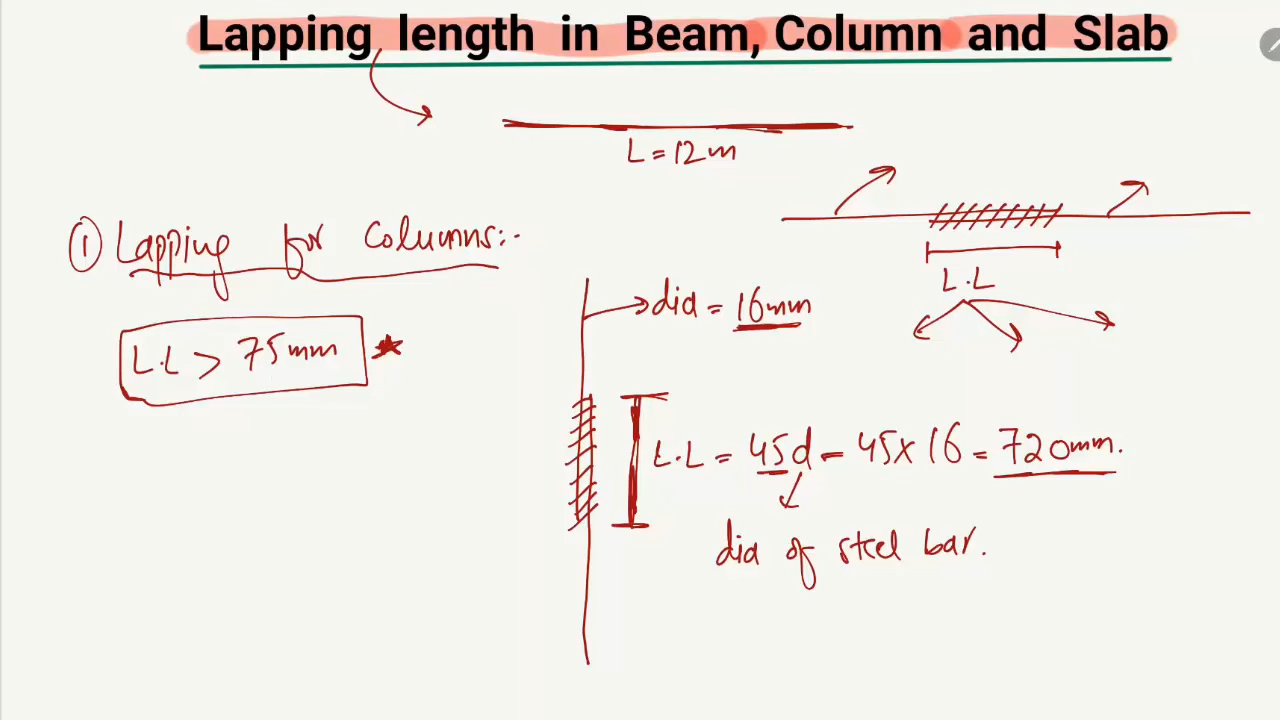 Lapping length in Beam, Column and Slab
L = 12m
① Lapping for Columns:-
L.L
dia = 16mm
L.L > 75mm
L.L = 45d = 45x16 = 720mm.
dia of steel bar.